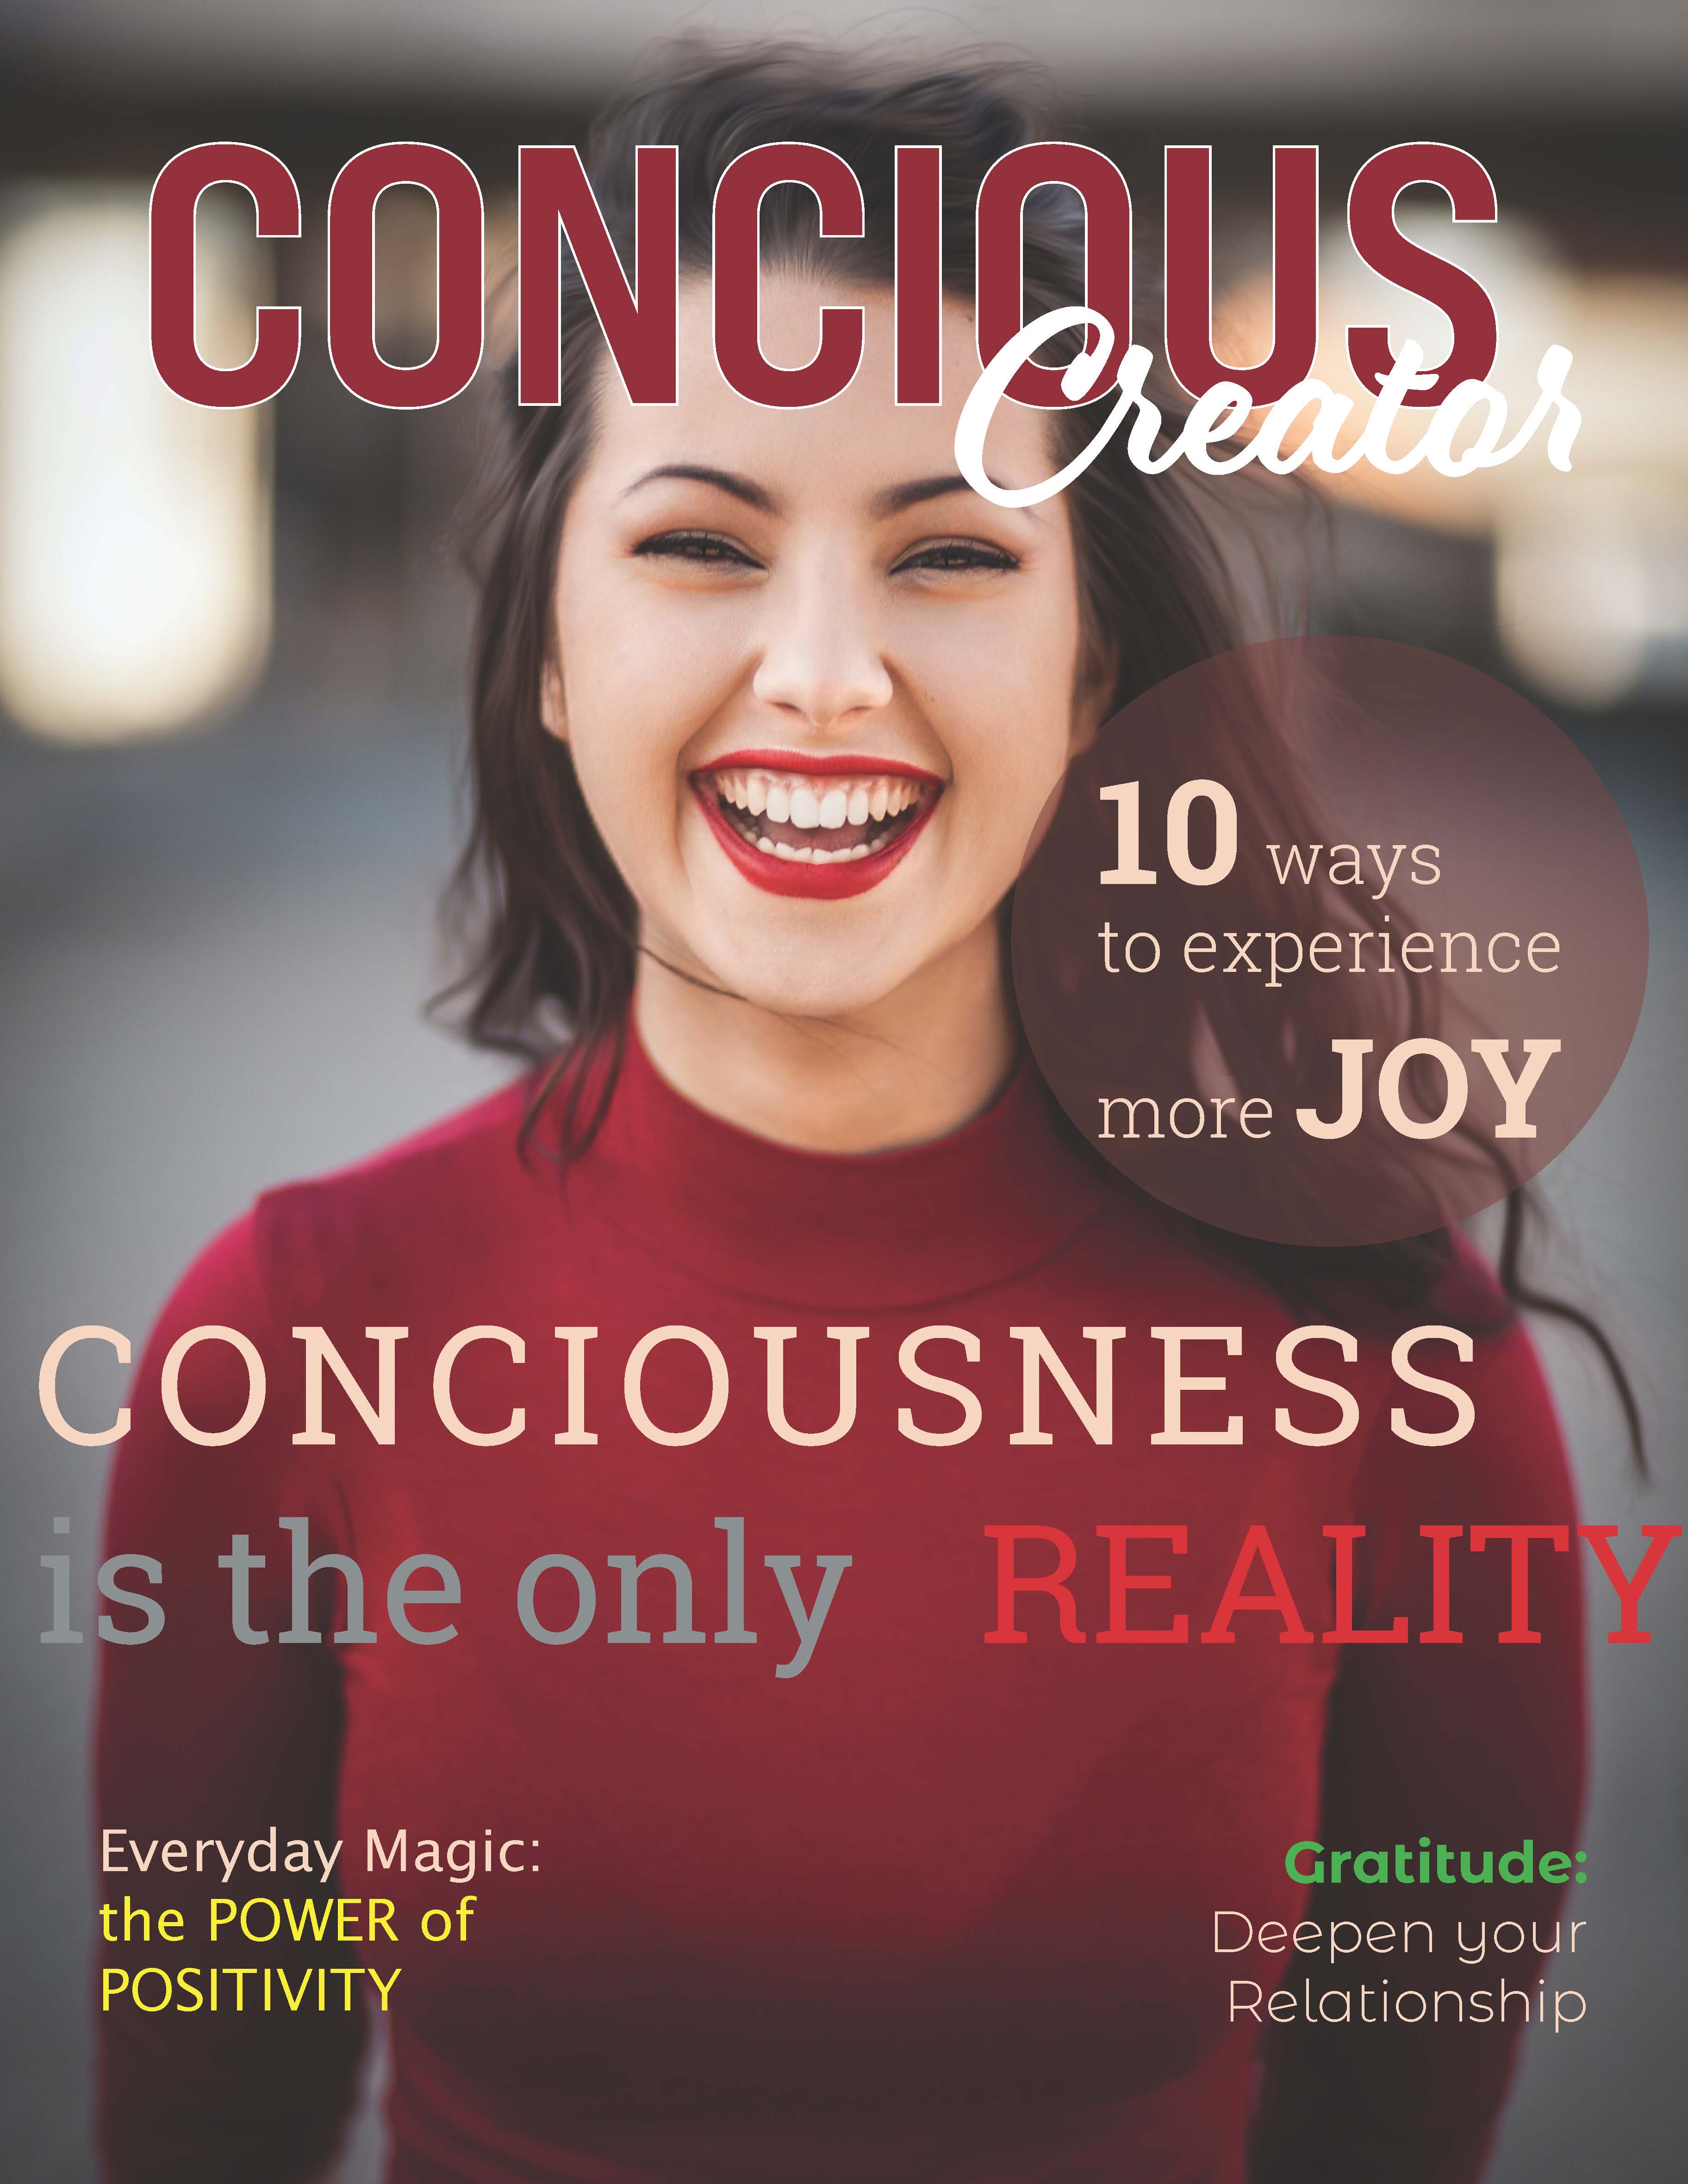 CONCIOUS
Creator
10 ways
to experience
more JOY
CONCIOUSNESS
is the only REALITY
Everyday Magic:
the POWER of
POSITIVITY
Gratitude:
Deepen your
Relationship